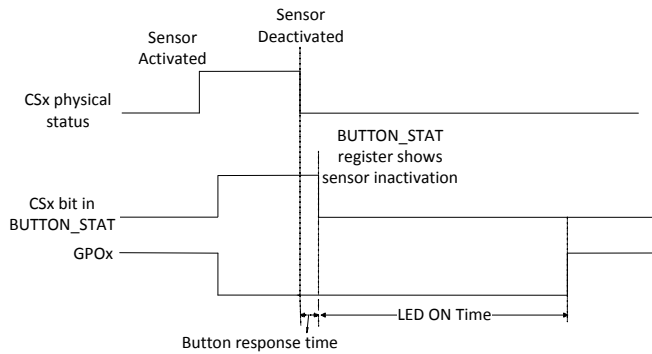 Sensor
Deactivated
Sensor
Activated
CSx physical
status
BUTTON_STAT
register shows
sensor inactivation
CSx bit in
BUTTON_STAT
GPOx
LED ON Time
Button response time